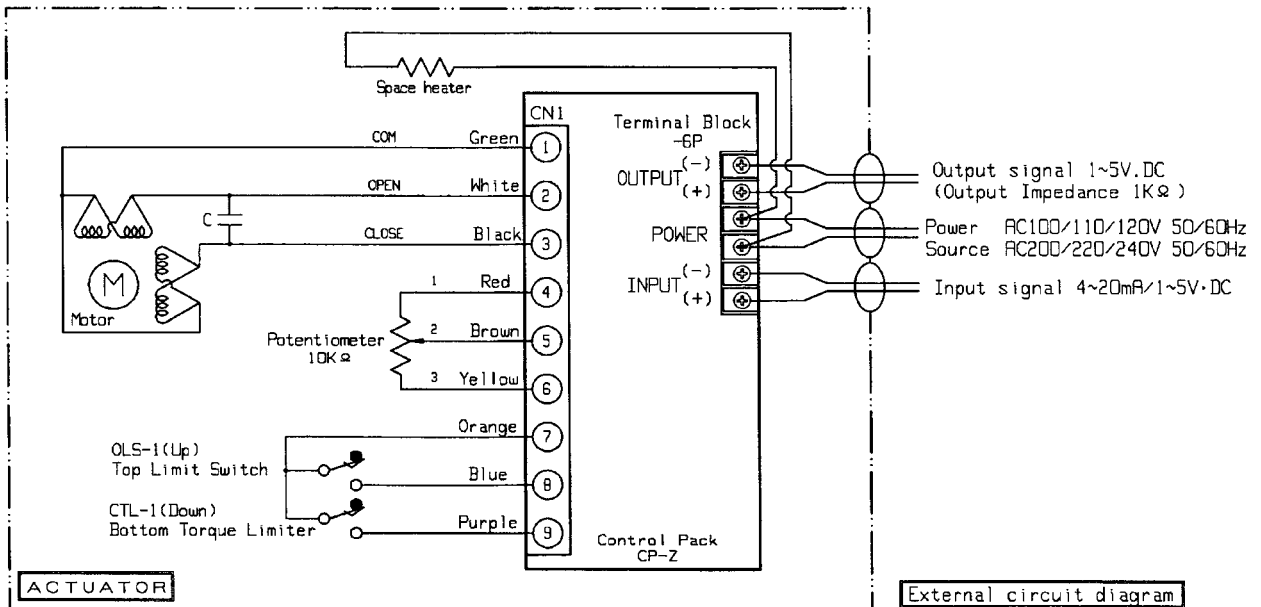 Space heater
CN1
Terminal Block
-6P
COM Green 1
OPEN White 2
C
CLOSE Black 3
M
Motor
1 Red 4
Potentiometer
10KΩ
2 Brown 5
3 Yellow 6
Orange 7
OLS-1(Up)
Top Limit Switch
Blue 8
CTL-1(Down)
Bottom Torque Limiter
Purple 9
OUTPUT (-)
(+)
POWER
INPUT (-)
(+)
Control Pack
CP-Z
Output signal 1~5V.DC
(Output Impedance 1KΩ)
Power AC100/110/120V 50/60Hz
Source AC200/220/240V 50/60Hz
Input signal 4~20mA/1~5V·DC
ACTUATOR
External circuit diagram